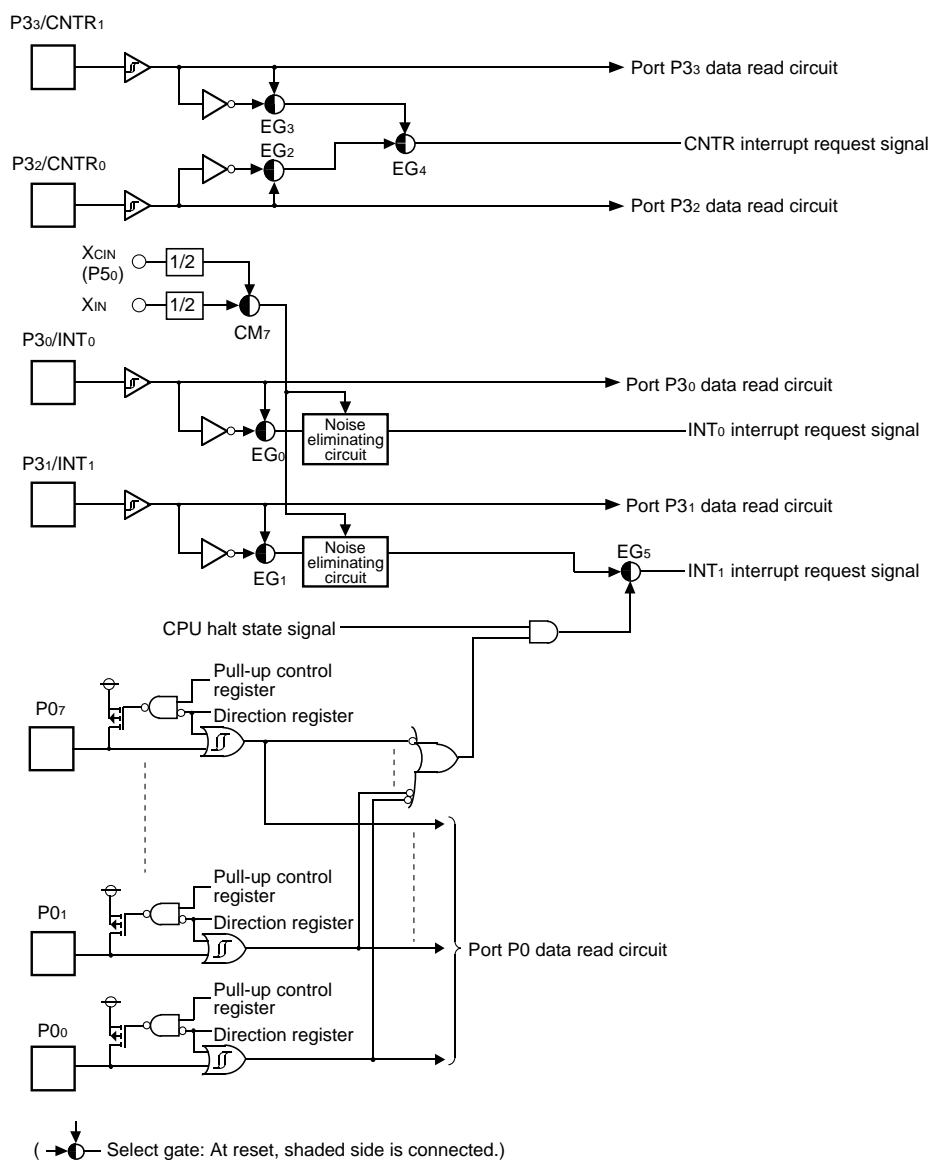 P33/CNTR1
Port P33 data read circuit
EG3
CNTR interrupt request signal
EG2
EG4
P32/CNTR0
Port P32 data read circuit
XCIN
(P50)
1/2
XIN
1/2
CM7
P30/INT0
Port P30 data read circuit
Noise
eliminating
circuit
INT0 interrupt request signal
EG0
P31/INT1
Port P31 data read circuit
Noise
eliminating
circuit
EG5
INT1 interrupt request signal
EG1
CPU halt state signal
Pull-up control
register
P07
Direction register
Pull-up control
register
P01
Direction register
Port P0 data read circuit
Pull-up control
register
P00
Direction register
( Select gate: At reset, shaded side is connected.)